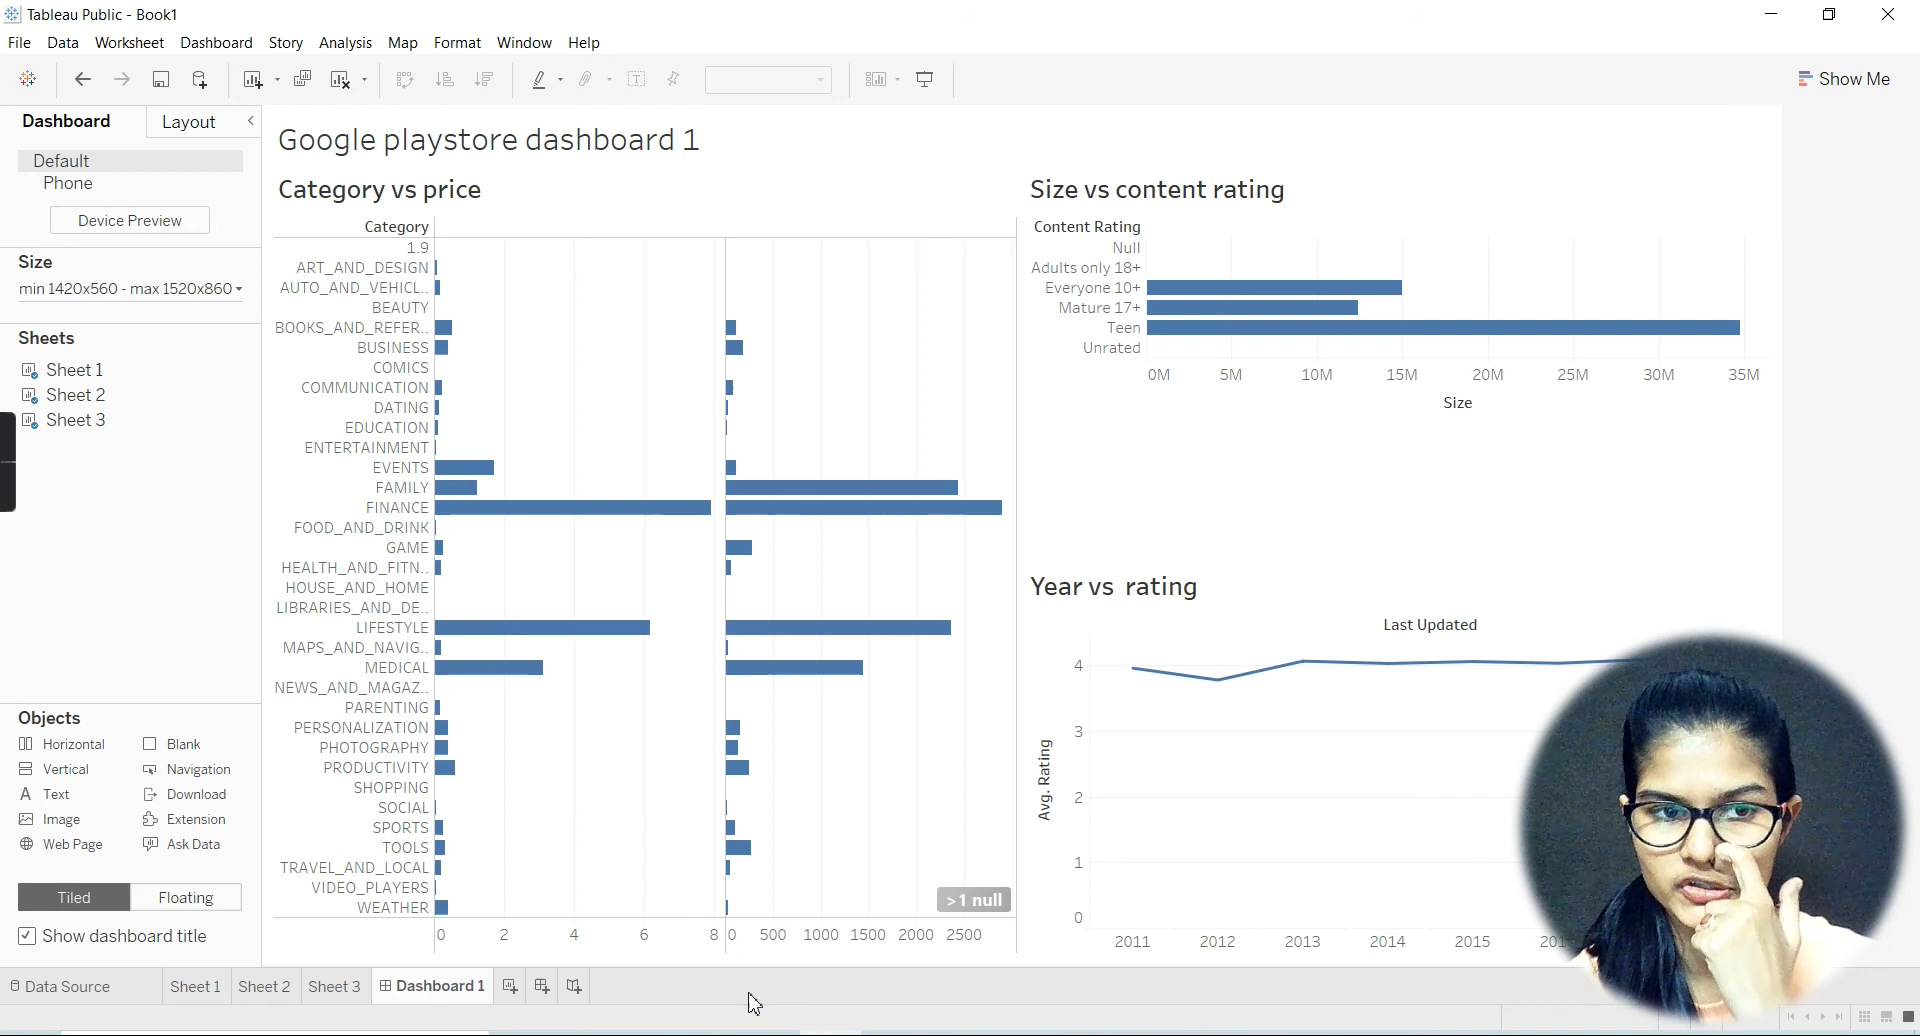 Tableau Public - Book1
File Data Worksheet Dashboard Story Analysis Map Format Window Help
Show Me
Dashboard
Layout
Default
Phone
Device Preview
Size
min 1420x560 - max 1520x860
Sheets
Sheet 1
Sheet 2
Sheet 3
Objects
Horizontal Blank
Vertical Navigation
Text Download
Image Extension
Web Page Ask Data
Tiled Floating
Show dashboard title
Google playstore dashboard 1
Category vs price
Category
1.9
ART_AND_DESIGN
AUTO_AND_VEHICL..
BEAUTY
BOOKS_AND_REFER..
BUSINESS
COMICS
COMMUNICATION
DATING
EDUCATION
ENTERTAINMENT
EVENTS
FAMILY
FINANCE
FOOD_AND_DRINK
GAME
HEALTH_AND_FITN..
HOUSE_AND_HOME
LIBRARIES_AND_DE..
LIFESTYLE
MAPS_AND_NAVIG..
MEDICAL
NEWS_AND_MAGAZ..
PARENTING
PERSONALIZATION
PHOTOGRAPHY
PRODUCTIVITY
SHOPPING
SOCIAL
SPORTS
TOOLS
TRAVEL_AND_LOCAL
VIDEO_PLAYERS
WEATHER
>1 null
0 2 4 6 8 0 500 1000 1500 2000 2500
Size vs content rating
Content Rating
Null
Adults only 18+
Everyone 10+
Mature 17+
Teen
Unrated
0M 5M 10M 15M 20M 25M 30M 35M
Size
Year vs rating
Last Updated
Avg. Rating
4
3
2
1
0
2011 2012 2013 2014 2015
Data Source Sheet 1 Sheet 2 Sheet 3 Dashboard 1